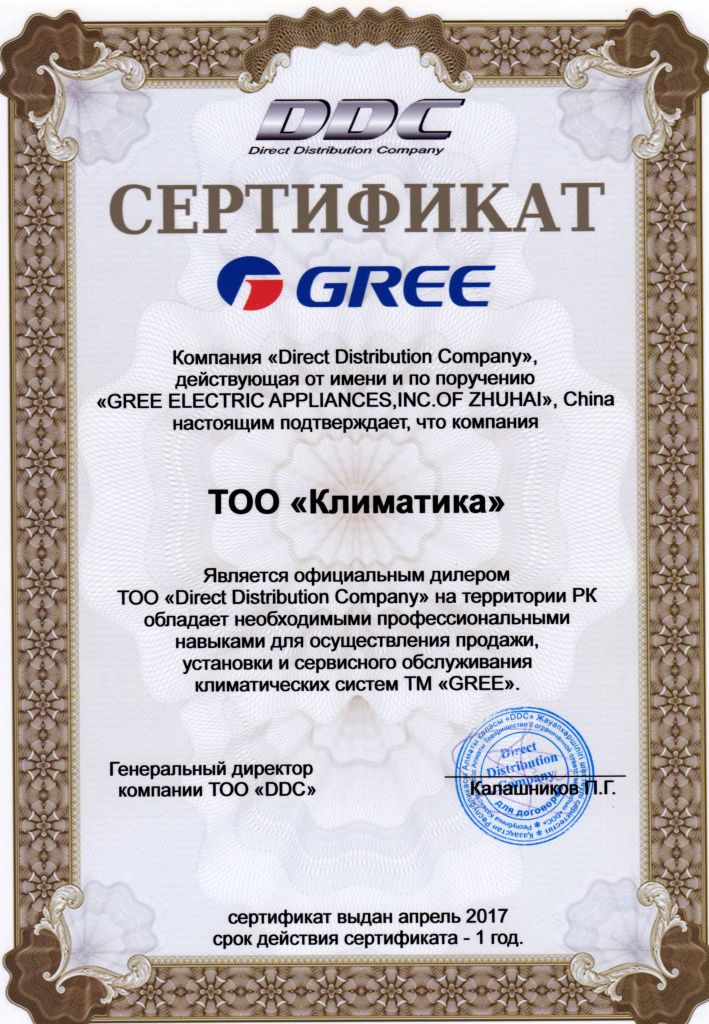 DDC
Direct Distribution Company
СЕРТИФИКАТ
GREE
Компания «Direct Distribution Company»,
действующая от имени и по поручению
«GREE ELECTRIC APPLIANCES,INC.OF ZHUHAI», China
настоящим подтверждает, что компания
ТОО «Климатика»
Является официальным дилером
ТОО «Direct Distribution Company» на территории РК
обладает необходимыми профессиональными
навыками для осуществления продажи,
установки и сервисного обслуживания
климатических систем ТМ «GREE».
Генеральный директор
компании ТОО «DDC»
Direct
Distribution
Company
для договоров
Калашников П.Г.
сертификат выдан апрель 2017
срок действия сертификата - 1 год.